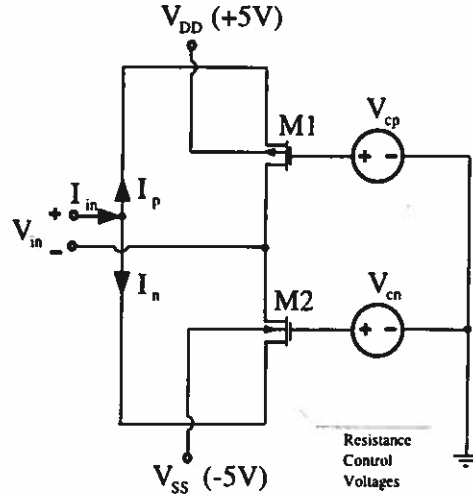 V_DD (+5V)
M1
V_cp
+ -
I_in
I_p
+
V_in
-
I_n
M2
V_cn
+ -
V_SS (-5V)
Resistance
Control
Voltages